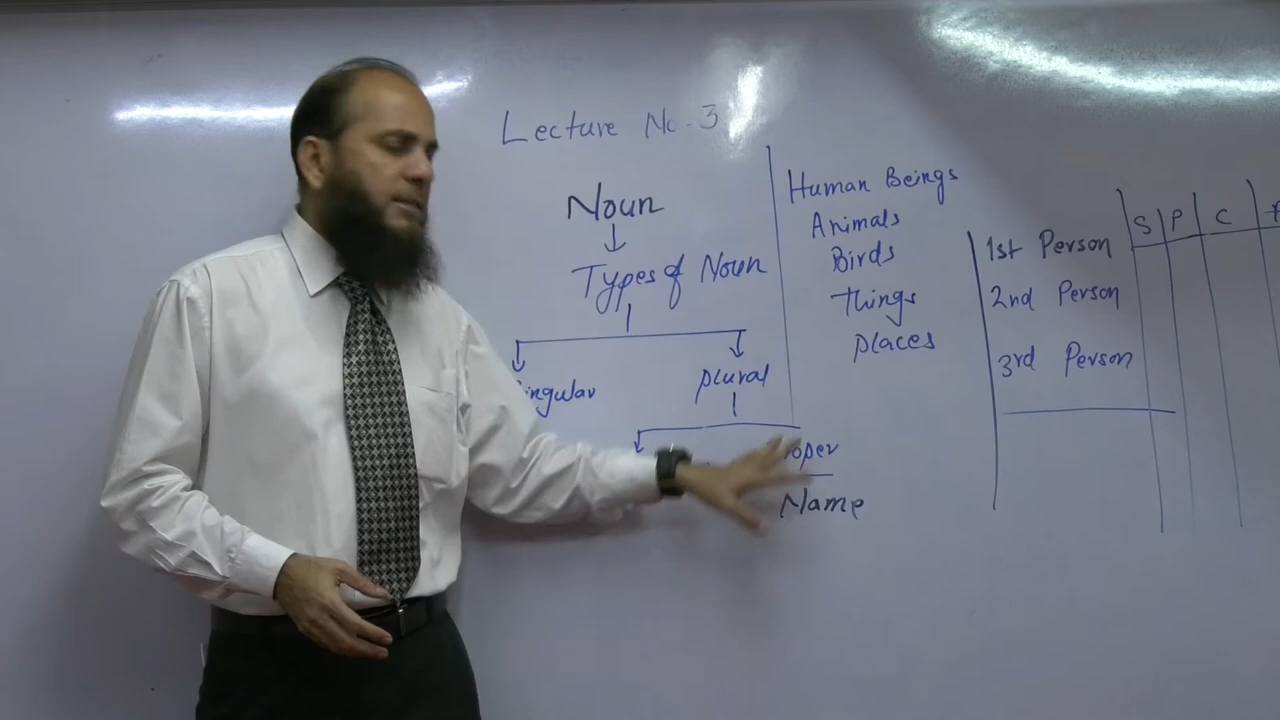 Lecture No-3
Noun
Types of Noun
Plural
Name
Human Beings
Animals
Birds
Things
Places
S P C
1st Person
2nd Person
3rd Person